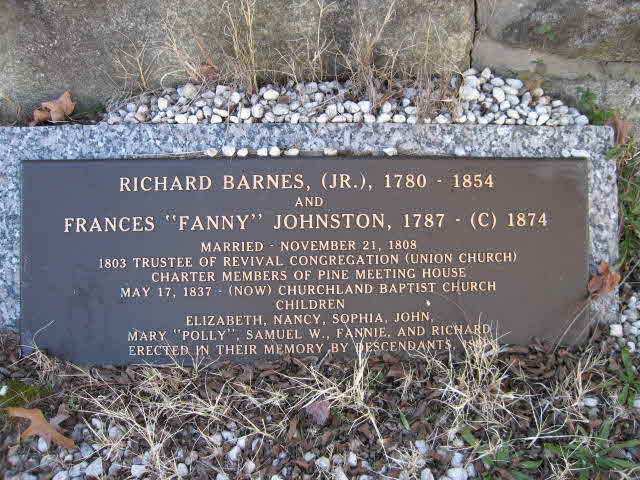 RICHARD BARNES, (JR.), 1780 - 1854
AND
FRANCES "FANNY" JOHNSTON, 1787 - (C) 1874
MARRIED - NOVEMBER 21, 1808
1803 TRUSTEE OF REVIVAL CONGREGATION (UNION CHURCH)
CHARTER MEMBERS OF PINE MEETING HOUSE
MAY 17, 1837 - (NOW) CHURCHLAND BAPTIST CHURCH
CHILDREN
ELIZABETH, NANCY, SOPHIA, JOHN,
MARY "POLLY", SAMUEL W., FANNIE, AND RICHARD
ERECTED IN THEIR MEMORY BY DESCENDANTS,